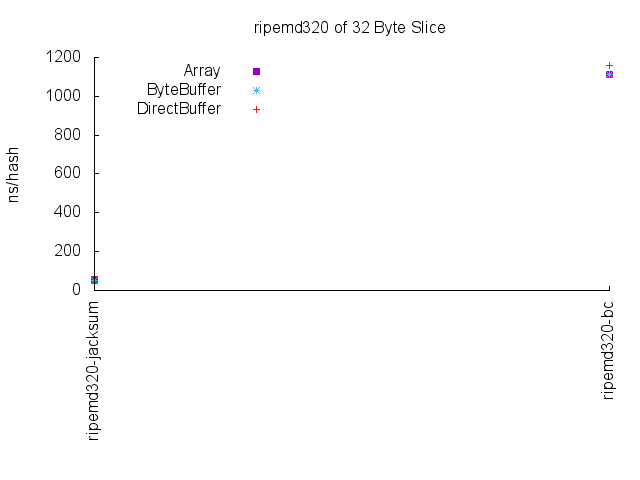 ripemd320 of 32 Byte Slice
1200
1000
800
600
400
200
0
ns/hash
Array
ByteBuffer
DirectBuffer
ripemd320-jacksum
ripemd320-bc